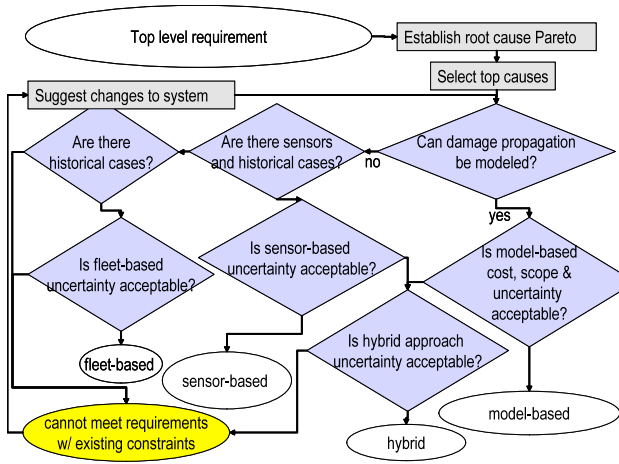 Top level requirement
Establish root cause Pareto
Select top causes
Suggest changes to system
Are there
historical cases?
Are there sensors
and historical cases?
Can damage propagation
be modeled?
no
yes
Is fleet-based
uncertainty acceptable?
Is sensor-based
uncertainty acceptable?
Is model-based
cost, scope &
uncertainty
acceptable?
Is hybrid approach
uncertainty acceptable?
fleet-based
sensor-based
model-based
cannot meet requirements
w/ existing constraints
hybrid